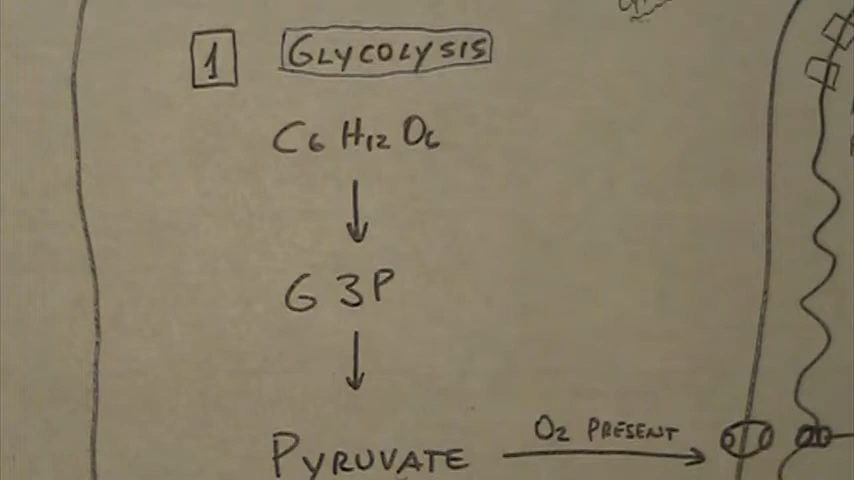 1 GLYCOLYSIS
C6 H12 O6
G3P
O2 PRESENT
PYRUVATE